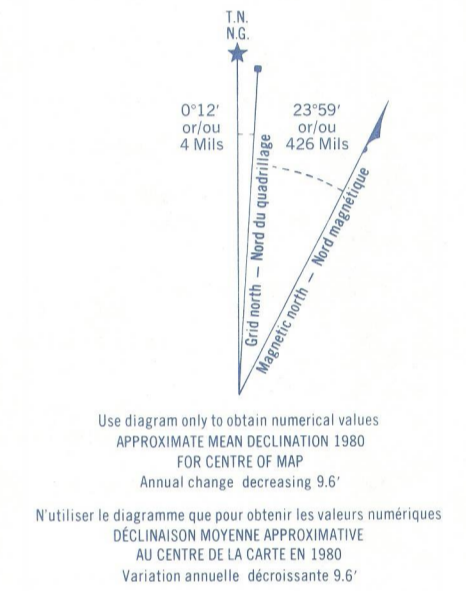 T.N.
N.G.
0°12′
or/ou
4 Mils
23°59′
or/ou
426 Mils
Grid north – Nord du quadrillage
Magnetic north – Nord magnétique
Use diagram only to obtain numerical values
APPROXIMATE MEAN DECLINATION 1980
FOR CENTRE OF MAP
Annual change decreasing 9.6′
N'utiliser le diagramme que pour obtenir les valeurs numériques
DÉCLINAISON MOYENNE APPROXIMATIVE
AU CENTRE DE LA CARTE EN 1980
Variation annuelle décroissante 9.6′